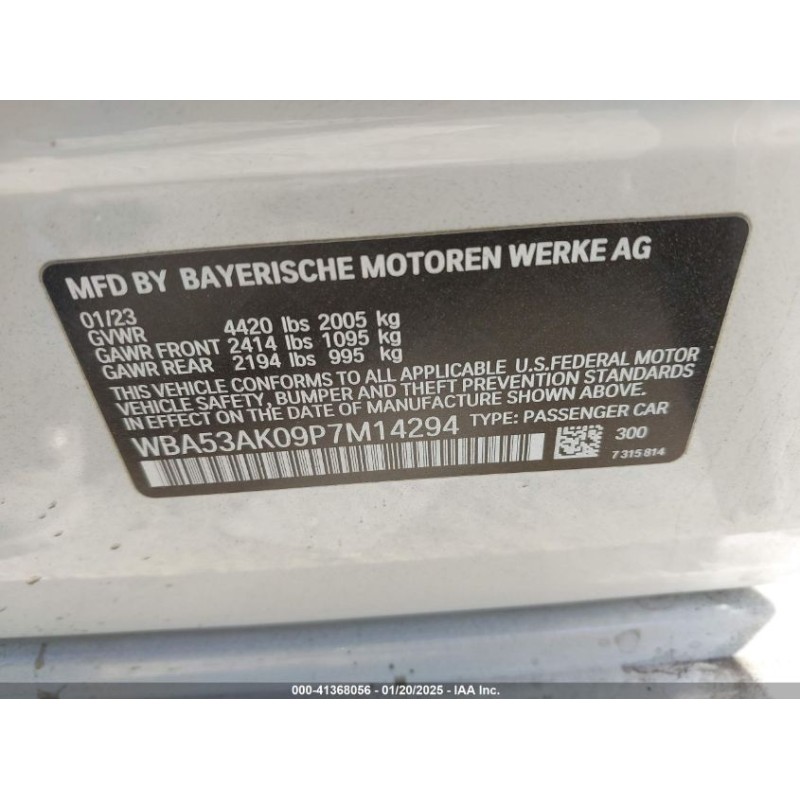 MFD BY BAYERISCHE MOTOREN WERKE AG
01/23
GVWR 4420 lbs 2005 kg
GAWR FRONT 2414 lbs 1095 kg
GAWR REAR 2194 lbs 995 kg
THIS VEHICLE CONFORMS TO ALL APPLICABLE U.S.FEDERAL MOTOR
VEHICLE SAFETY, BUMPER AND THEFT PREVENTION STANDARDS
IN EFFECT ON THE DATE OF MANUFACTURE SHOWN ABOVE.
WBA53AK09P7M14294 TYPE: PASSENGER CAR
300
7 315 814
000-41368056 - 01/20/2025 - IAA Inc.